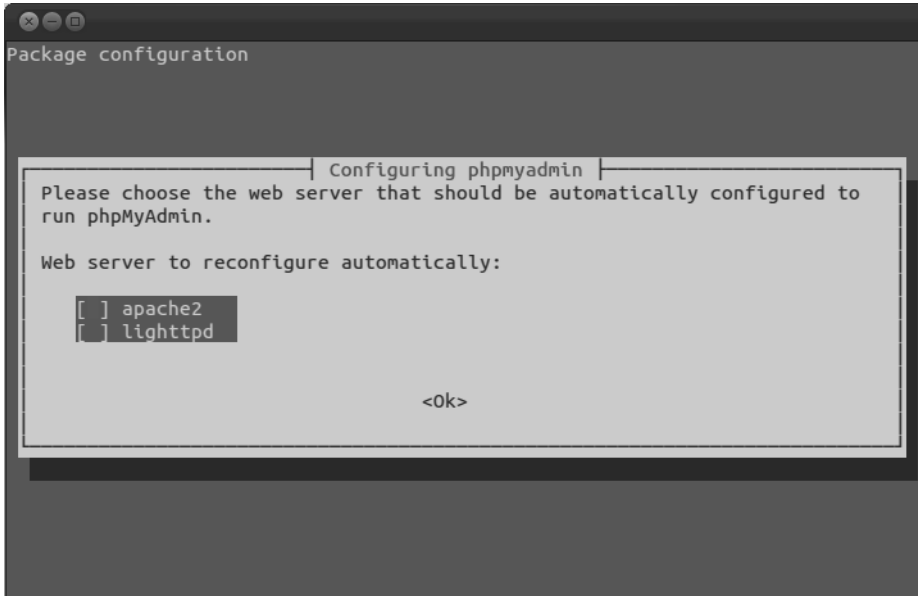 Package configuration
Configuring phpmyadmin
Please choose the web server that should be automatically configured to
run phpMyAdmin.
Web server to reconfigure automatically:
[ ] apache2
[ ] lighttpd
<Ok>